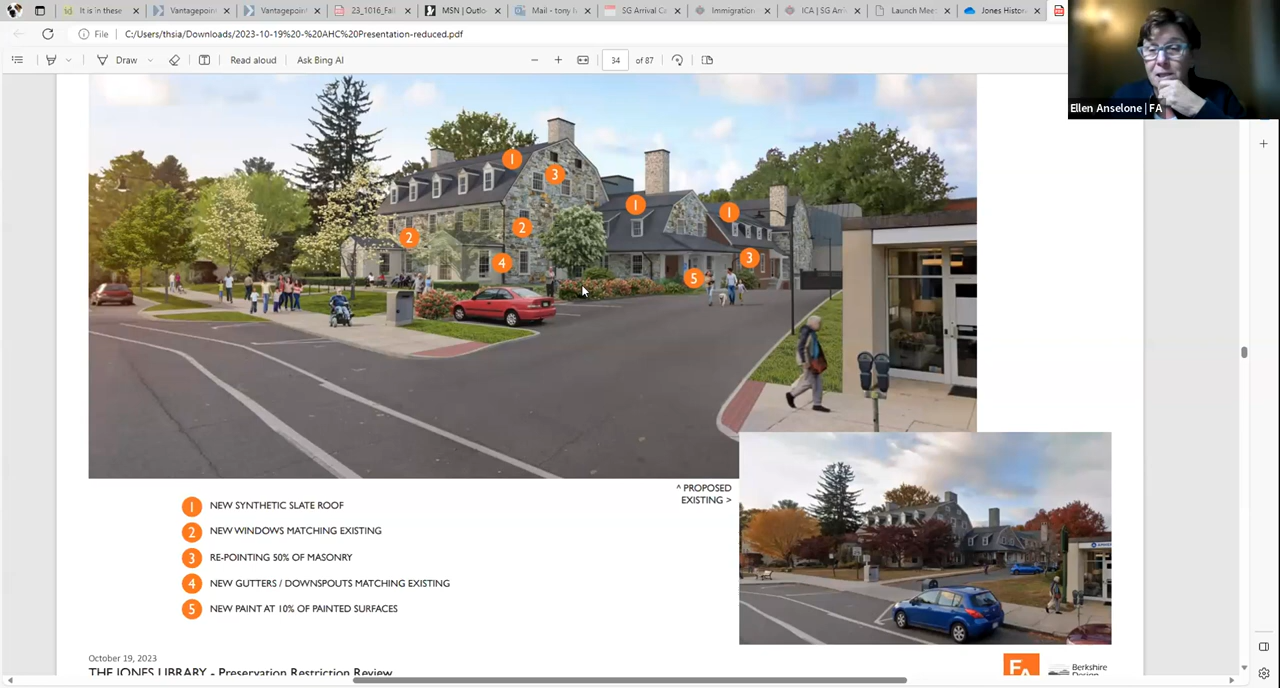 It is in these
Vantagepoin
Vantagepoin
23_1016_Fall
MSN | Outlo
Mail - tony
SG Arrival C
Immigration
ICA | SG Arr
Launch Mee
Jones Histor
File
C:/Users/thsia/Downloads/2023-10-19%20-%20AHC%20Presentation-reduced.pdf
Draw
Read aloud
Ask Bing AI
34 of 87
Ellen Anselone | FA
1
3
1
1
2
2
3
4
5
^ PROPOSED
EXISTING >
1 NEW SYNTHETIC SLATE ROOF
2 NEW WINDOWS MATCHING EXISTING
3 RE-POINTING 50% OF MASONRY
4 NEW GUTTERS / DOWNSPOUTS MATCHING EXISTING
5 NEW PAINT AT 10% OF PAINTED SURFACES
October 19, 2023
THE JONES LIBRARY - Preservation Restriction Review
FA
Berkshire
Design